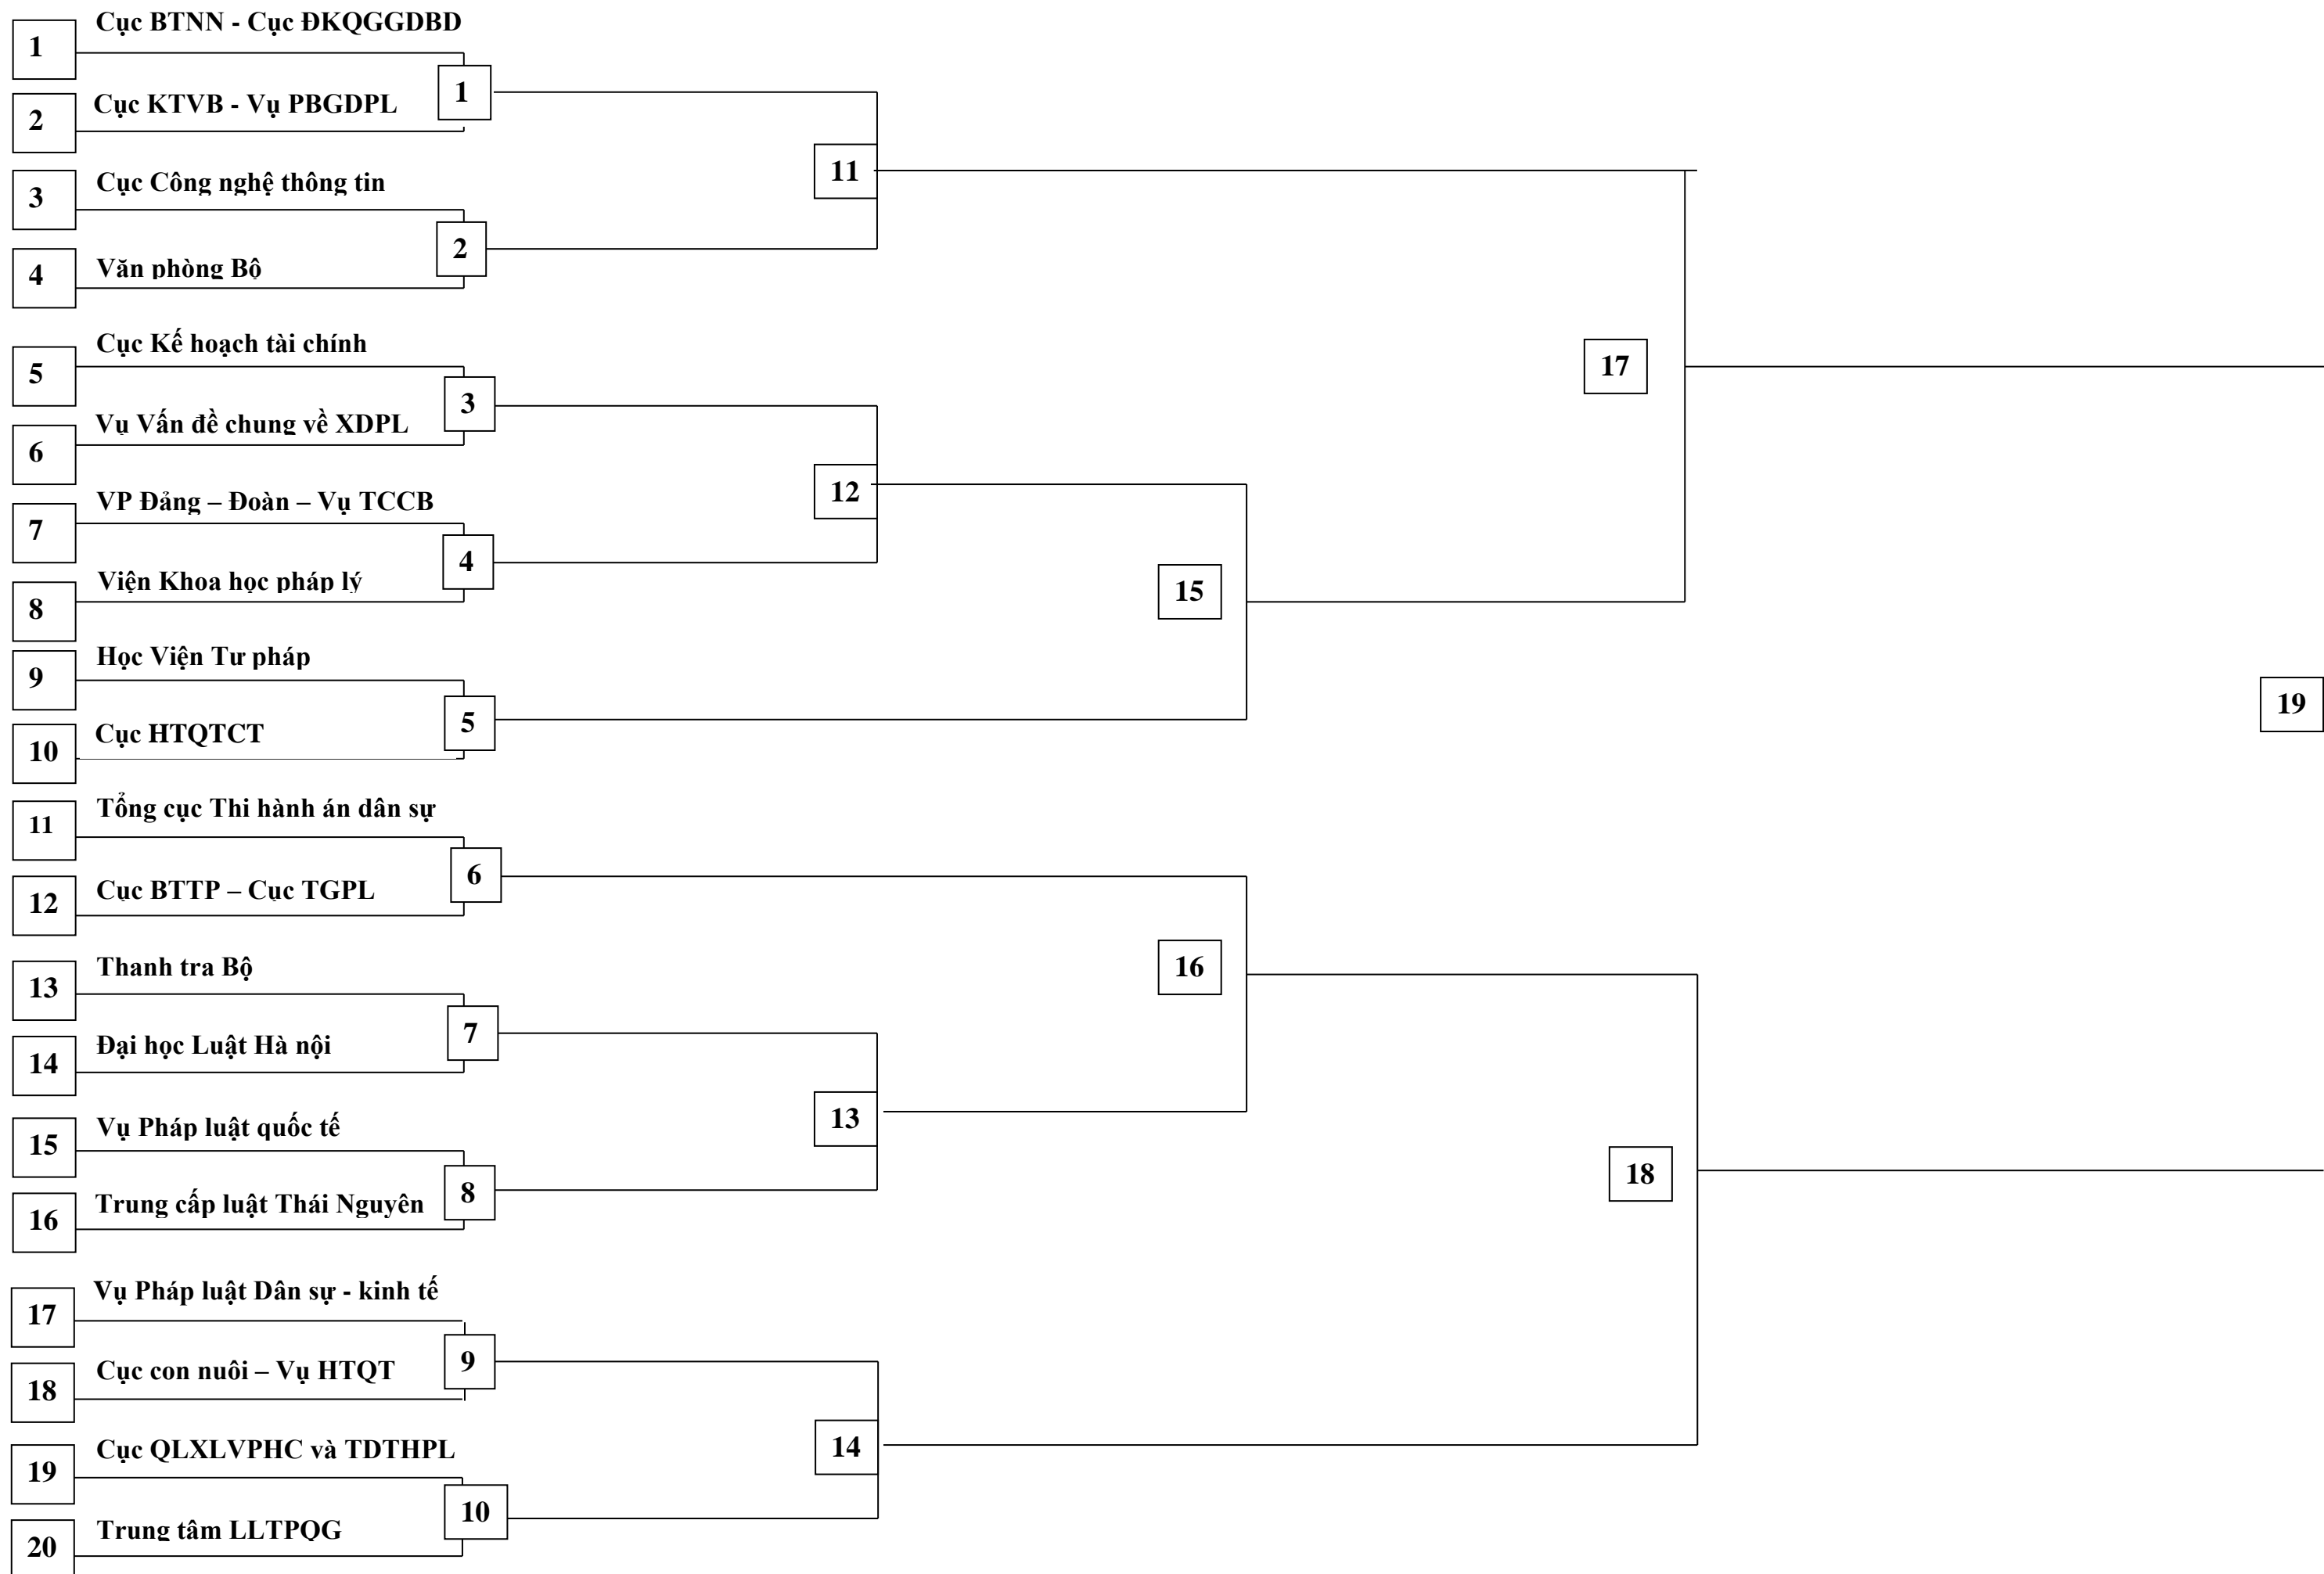 Cục BTNN - Cục ĐKQGGDBD
1
1
Cục KTVB - Vụ PBGDPL
2
11
Cục Công nghệ thông tin
3
2
Văn phòng Bộ
4
Cục Kế hoạch tài chính
17
5
3
Vụ Vấn đề chung về XDPL
6
12
VP Đảng – Đoàn – Vụ TCCB
7
4
Viện Khoa học pháp lý
15
8
Học Viện Tư pháp
9
19
5
Cục HTQTCT
10
Tổng cục Thi hành án dân sự
11
6
Cục BTTP – Cục TGPL
12
Thanh tra Bộ
16
13
7
Đại học Luật Hà nội
14
13
Vụ Pháp luật quốc tế
15
18
8
Trung cấp luật Thái Nguyên
16
Vụ Pháp luật Dân sự - kinh tế
17
9
Cục con nuôi – Vụ HTQT
18
14
Cục QLXLVPHC và TDTHPL
19
10
Trung tâm LLTPQG
20